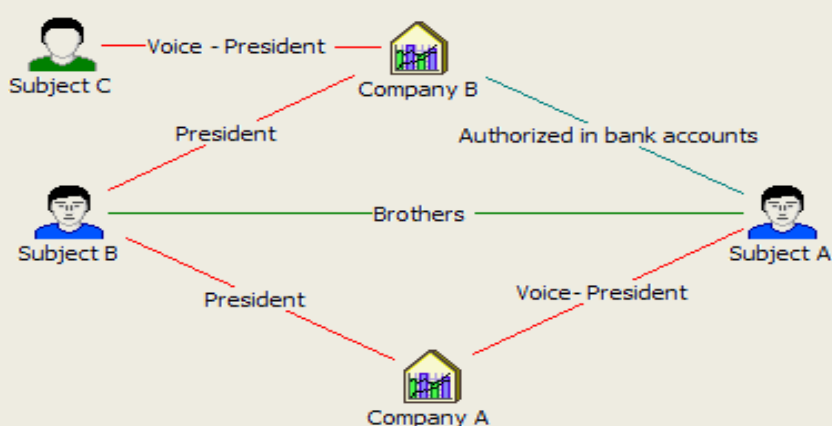 Voice - President
Subject C
Company B
President
Authorized in bank accounts
Brothers
Subject B
Subject A
President
Voice- President
Company A